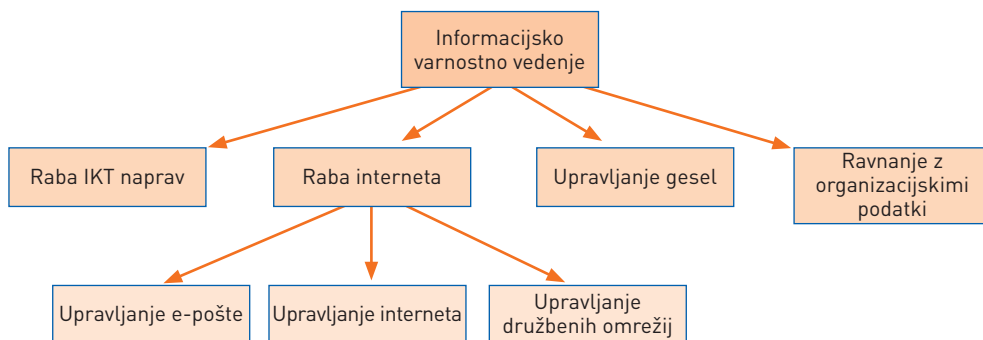 Informacijsko
varnostno vedenje
Raba IKT naprav
Raba interneta
Upravljanje gesel
Ravnanje z
organizacijskimi
podatki
Upravljanje e-pošte
Upravljanje interneta
Upravljanje
družbenih omrežij